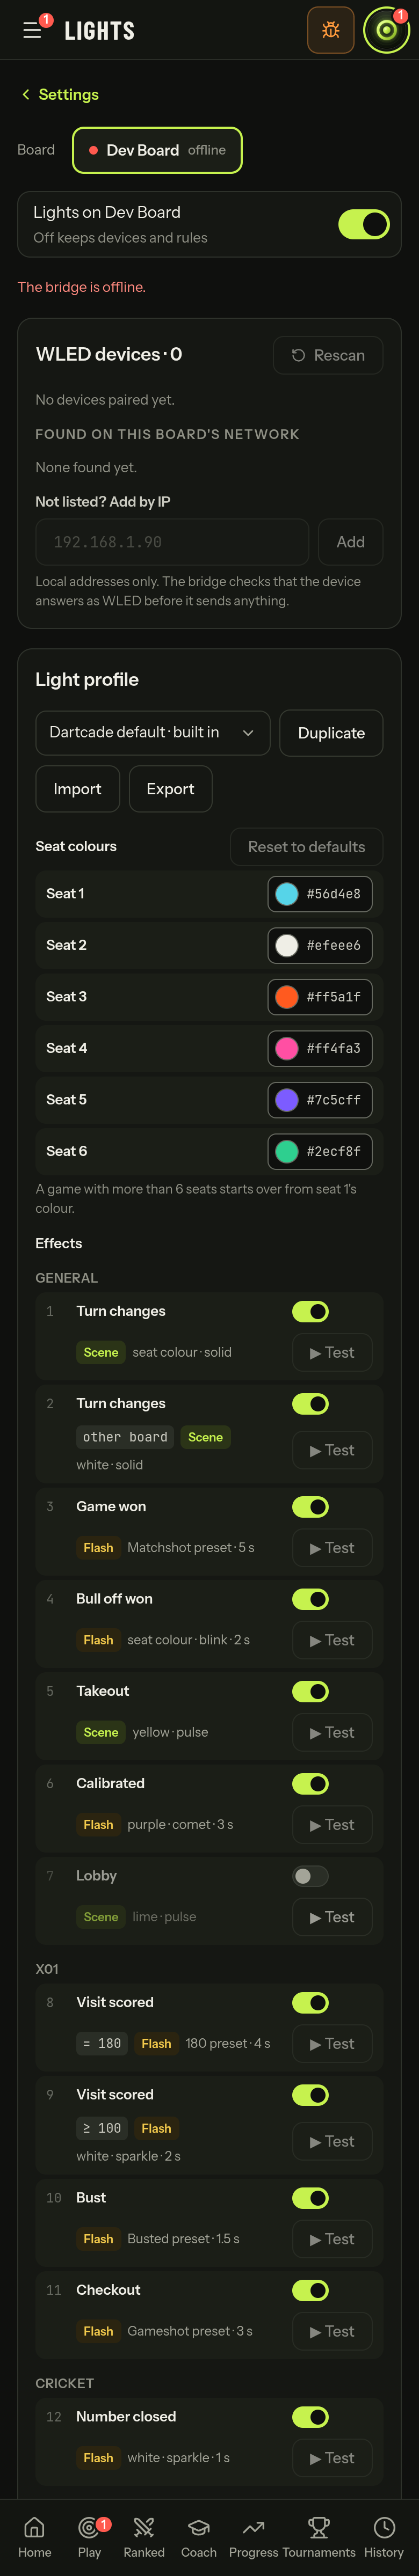 1
LIGHTS
1
Settings
Board
Dev Board offline
Lights on Dev Board
Off keeps devices and rules
The bridge is offline.
WLED devices · 0
Rescan
No devices paired yet.
FOUND ON THIS BOARD'S NETWORK
None found yet.
Not listed? Add by IP
192.168.1.90
Add
Local addresses only. The bridge checks that the device
answers as WLED before it sends anything.
Light profile
Dartcade default · built in
Duplicate
Import
Export
Seat colours
Reset to defaults
Seat 1
#56d4e8
Seat 2
#efeee6
Seat 3
#ff5a1f
Seat 4
#ff4fa3
Seat 5
#7c5cff
Seat 6
#2ecf8f
A game with more than 6 seats starts over from seat 1's
colour.
Effects
GENERAL
1 Turn changes
Scene seat colour · solid
▶ Test
2 Turn changes
other board Scene
white · solid
▶ Test
3 Game won
Flash Matchshot preset · 5 s
▶ Test
4 Bull off won
Flash seat colour · blink · 2 s
▶ Test
5 Takeout
Scene yellow · pulse
▶ Test
6 Calibrated
Flash purple · comet · 3 s
▶ Test
7 Lobby
Scene lime · pulse
▶ Test
X01
8 Visit scored
= 180 Flash 180 preset · 4 s
▶ Test
9 Visit scored
≥ 100 Flash
white · sparkle · 2 s
▶ Test
10 Bust
Flash Busted preset · 1.5 s
▶ Test
11 Checkout
Flash Gameshot preset · 3 s
▶ Test
CRICKET
12 Number closed
Flash white · sparkle · 1 s
▶ Test
1
Home Play Ranked Coach Progress Tournaments History